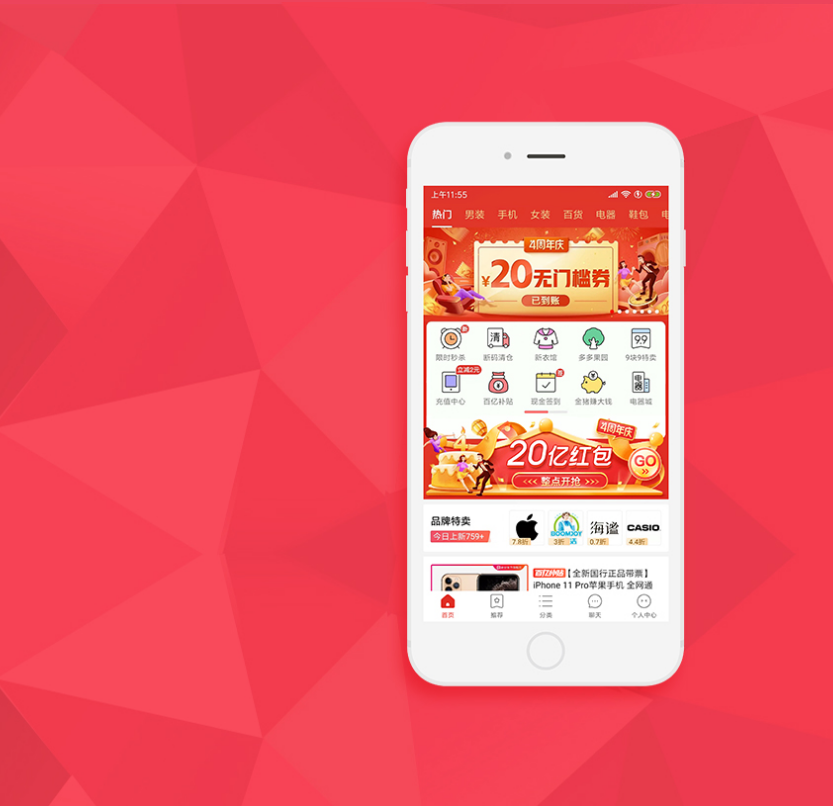 上午11:55
热门 男装 手机 女装 百货 电器 鞋包 电
4周年庆
¥20无门槛券
已到账
新
清
9.9
限时秒杀 断码清仓 新衣馆 多多果园 9块9特卖
立减2元
电器
充值中心 百亿补贴 现金签到 金猪赚大钱 电器城
4周年庆
20亿红包
GO
整点开抢
品牌特卖
今日上新759+
海谧
CASIO
7.8折 3折 0.7折 4.4折
【全新国行正品带票】
iPhone 11 Pro苹果手机 全网通
首页 推荐 分类 聊天 个人中心